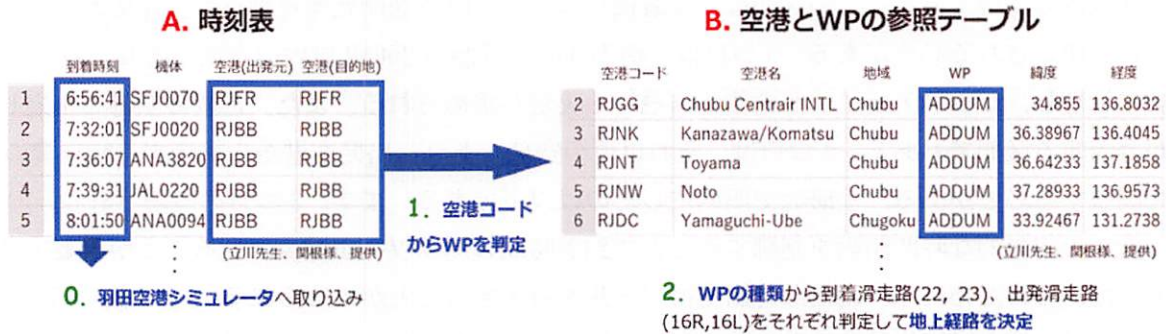 A. 時刻表
到着時刻 機体 空港(出発元) 空港(目的地)
1 6:56:41 SFJ0070 RJFR RJFR
2 7:32:01 SFJ0020 RJBB RJBB
3 7:36:07 ANA3820 RJBB RJBB
4 7:39:31 JAL0220 RJBB RJBB
5 8:01:50 ANA0094 RJBB RJBB
(立川先生、関根様、提供)
0. 羽田空港シミュレータへ取り込み
1. 空港コード
からWPを判定
B. 空港とWPの参照テーブル
空港コード 空港名 地域 WP 緯度 経度
2 RJGG Chubu Centrair INTL Chubu ADDUM 34.855 136.8032
3 RJNK Kanazawa/Komatsu Chubu ADDUM 36.38967 136.4045
4 RJNT Toyama Chubu ADDUM 36.64233 137.1858
5 RJNW Noto Chubu ADDUM 37.28933 136.9573
6 RJDC Yamaguchi-Ube Chugoku ADDUM 33.92467 131.2738
(立川先生、関根様、提供)
2. WPの種類から到着滑走路(22, 23)、出発滑走路
(16R,16L)をそれぞれ判定して地上経路を決定